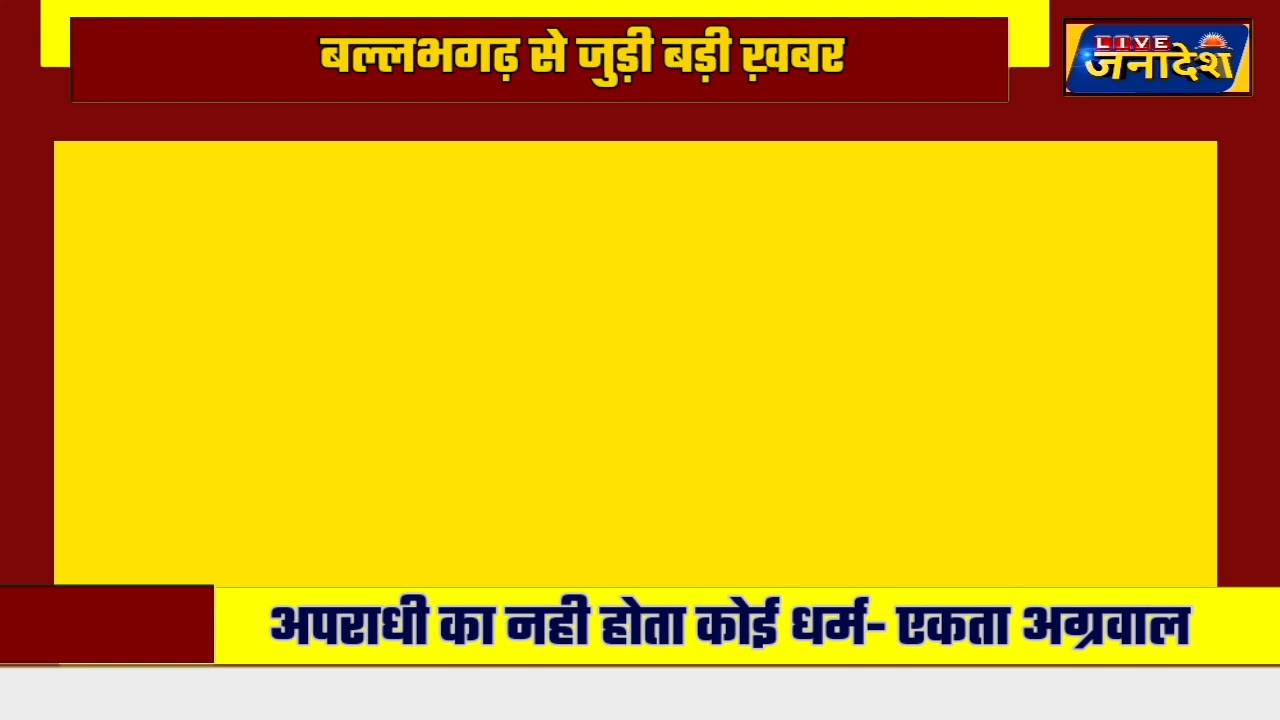 बल्लभगढ़ से जुड़ी बड़ी ख़बर
LIVE
जनादेश
अपराधी का नही होता कोई धर्म- एकता अग्रवाल